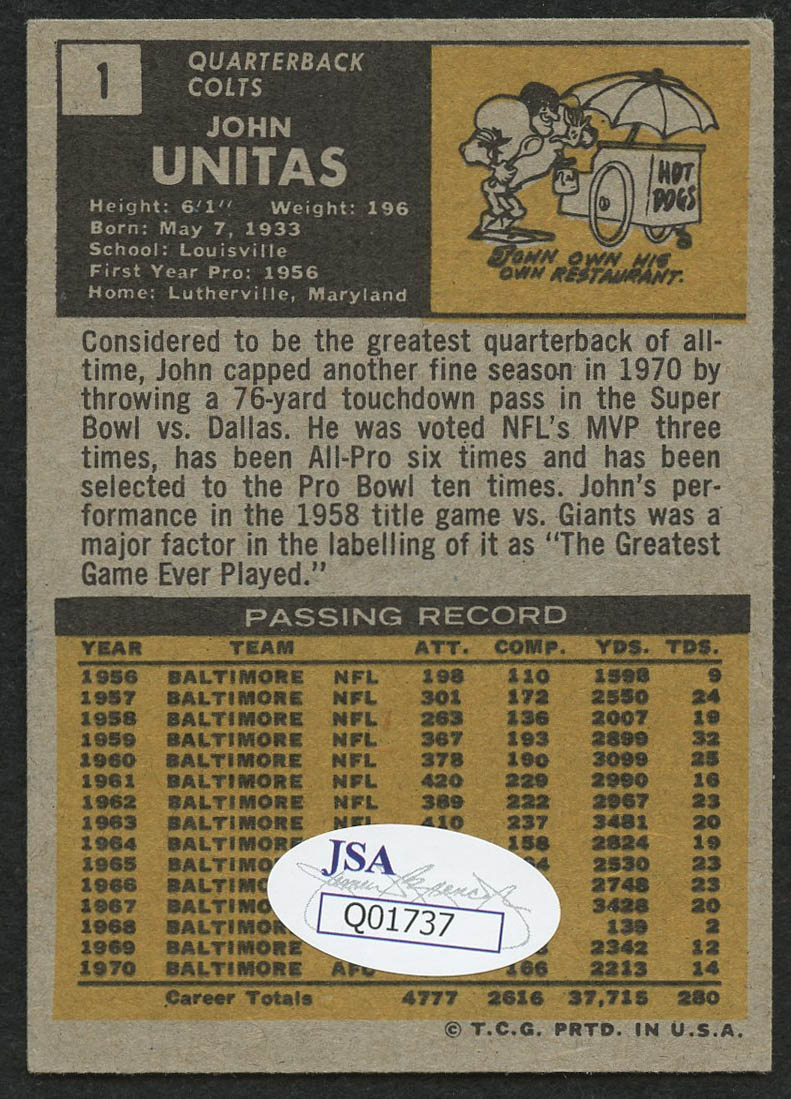 1
QUARTERBACK
COLTS
JOHN
UNITAS
Height: 6'1" Weight: 196
Born: May 7, 1933
School: Louisville
First Year Pro: 1956
Home: Lutherville, Maryland
HOT
DOGS
JOHN OWN HIS
OWN RESTAURANT.
Considered to be the greatest quarterback of all-
time, John capped another fine season in 1970 by
throwing a 76-yard touchdown pass in the Super
Bowl vs. Dallas. He was voted NFL's MVP three
times, has been All-Pro six times and has been
selected to the Pro Bowl ten times. John's per-
formance in the 1958 title game vs. Giants was a
major factor in the labelling of it as "The Greatest
Game Ever Played."
PASSING RECORD
YEAR TEAM ATT. COMP. YDS. TDS.
1956 BALTIMORE NFL 198 110 1598 9
1957 BALTIMORE NFL 301 172 2550 24
1958 BALTIMORE NFL 263 136 2007 19
1959 BALTIMORE NFL 367 193 2899 32
1960 BALTIMORE NFL 378 190 3099 25
1961 BALTIMORE NFL 420 229 2990 16
1962 BALTIMORE NFL 389 222 2967 23
1963 BALTIMORE NFL 410 237 3481 20
1964 BALTIMORE 158 2824 19
1965 BALTIMO 2530 23
1966 BALTIMO 2748 23
1967 BALTIMO 3428 20
1968 BALTIMO 139 2
1969 BALTIMORE 2342 12
1970 BALTIMORE AFC 166 2213 14
Career Totals 4777 2616 37,715 280
JSA
Q01737
© T.C.G. PRTD. IN U.S.A.